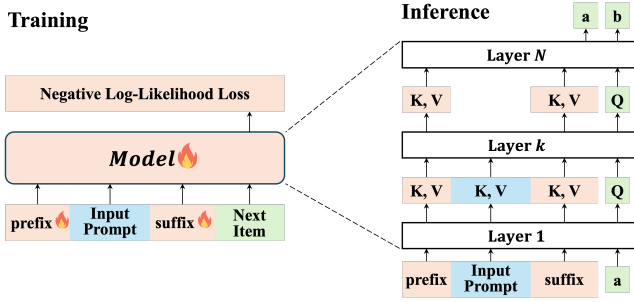 Training
Negative Log-Likelihood Loss
Model
prefix Input Prompt suffix Next Item
Inference
a b
Layer N
K, V K, V Q
Layer k
K, V K, V K, V Q
Layer 1
prefix Input Prompt suffix a